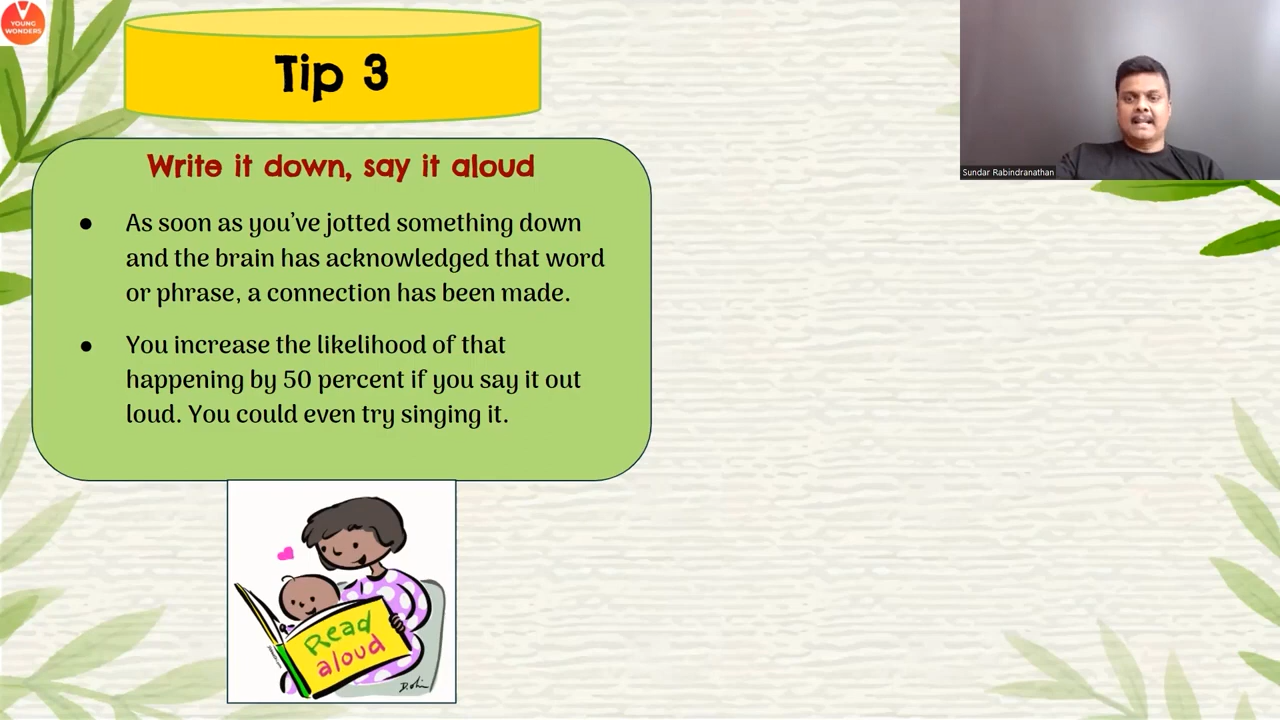 YOUNG
WONDERS
Tip 3
Sundar Rabindranathan
Write it down, say it aloud
● As soon as you've jotted something down
and the brain has acknowledged that word
or phrase, a connection has been made.
● You increase the likelihood of that
happening by 50 percent if you say it out
loud. You could even try singing it.
Read
aloud